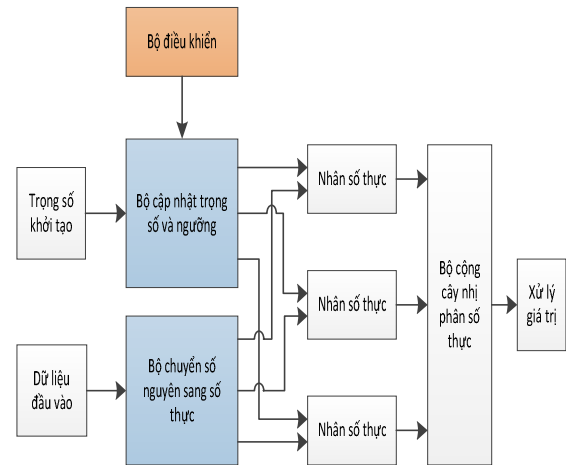 Bộ điều khiển
Trọng số
khởi tạo
Bộ cập nhật trọng
số và ngưỡng
Nhân số thực
Nhân số thực
Bộ cộng
cây nhị
phân số
thực
Xử lý
giá trị
Dữ liệu
đầu vào
Bộ chuyển số
nguyên sang số
thực
Nhân số thực